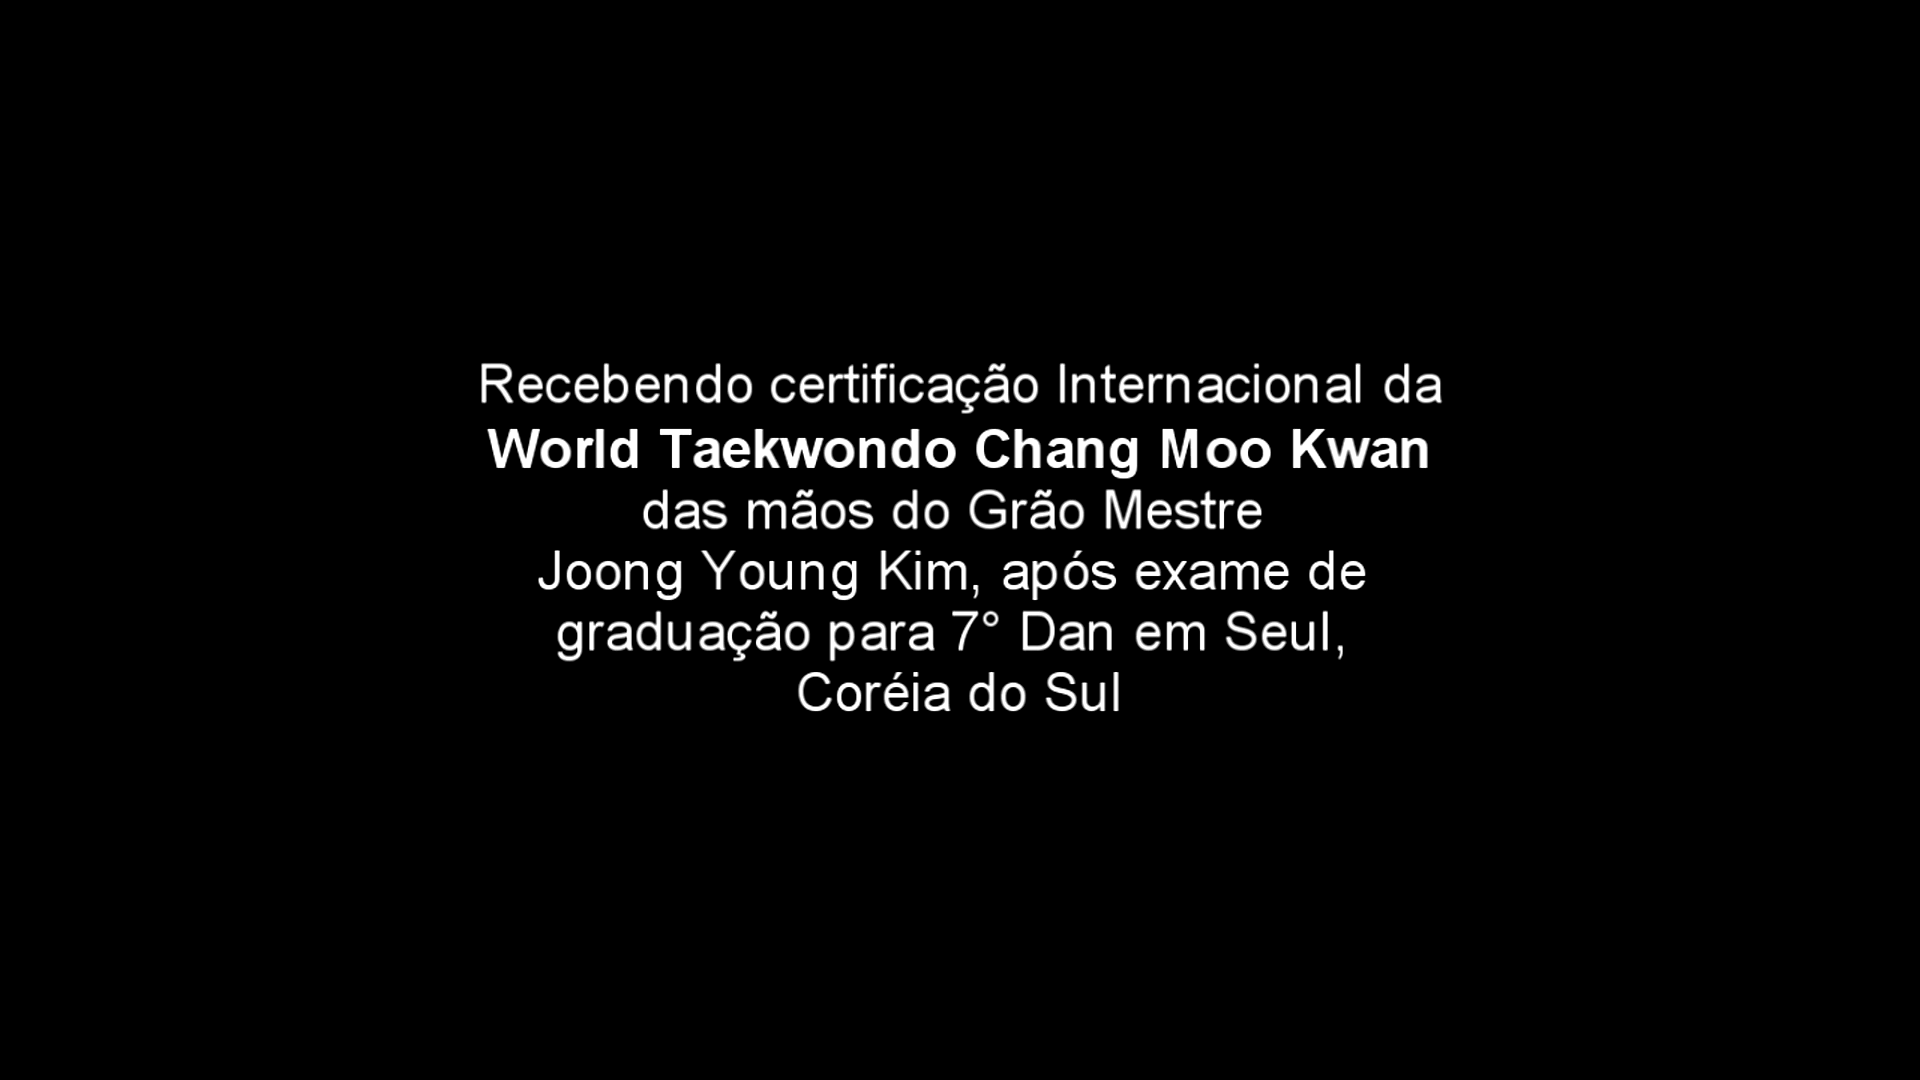 Recebendo certificação Internacional da
World Taekwondo Chang Moo Kwan
das mãos do Grão Mestre
Joong Young Kim, após exame de
graduação para 7° Dan em Seul,
Coréia do Sul